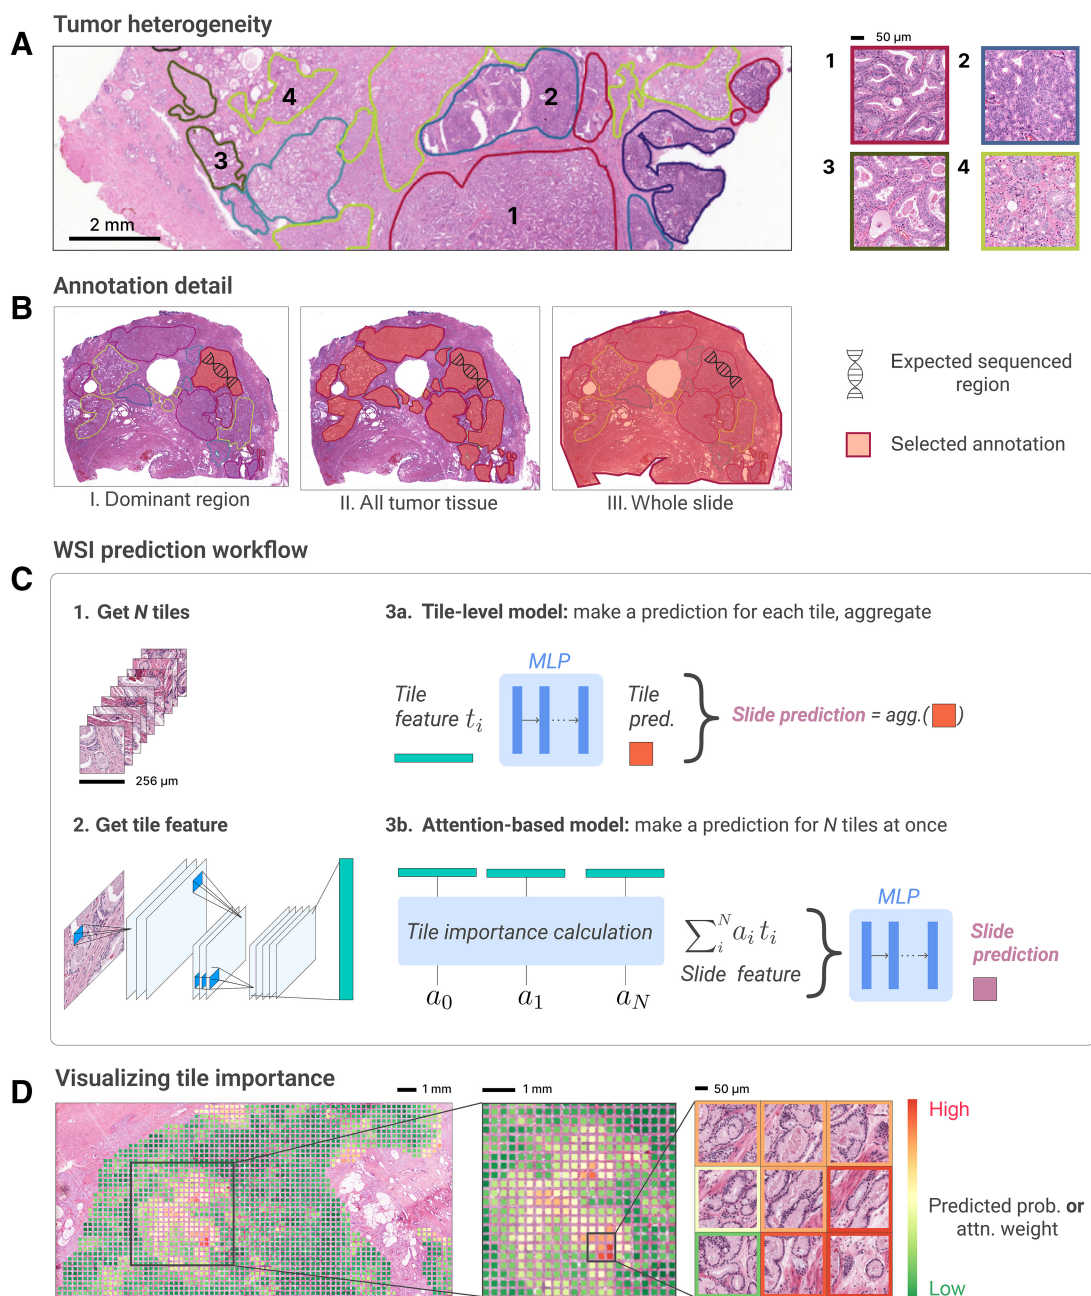 Tumor heterogeneity
A
50 µm
1
2
3
4
1
2
3
4
2 mm
Annotation detail
B
I. Dominant region
II. All tumor tissue
III. Whole slide
Expected sequenced
region
Selected annotation
WSI prediction workflow
C
1. Get N tiles
256 µm
2. Get tile feature
3a. Tile-level model: make a prediction for each tile, aggregate
MLP
Tile
feature t_i
Tile
pred.
Slide prediction = agg.( )
3b. Attention-based model: make a prediction for N tiles at once
Tile importance calculation
a_0 a_1 a_N
∑_i^N a_i t_i
Slide feature
MLP
Slide
prediction
D
Visualizing tile importance
1 mm
1 mm
50 µm
High
Predicted prob. or
attn. weight
Low